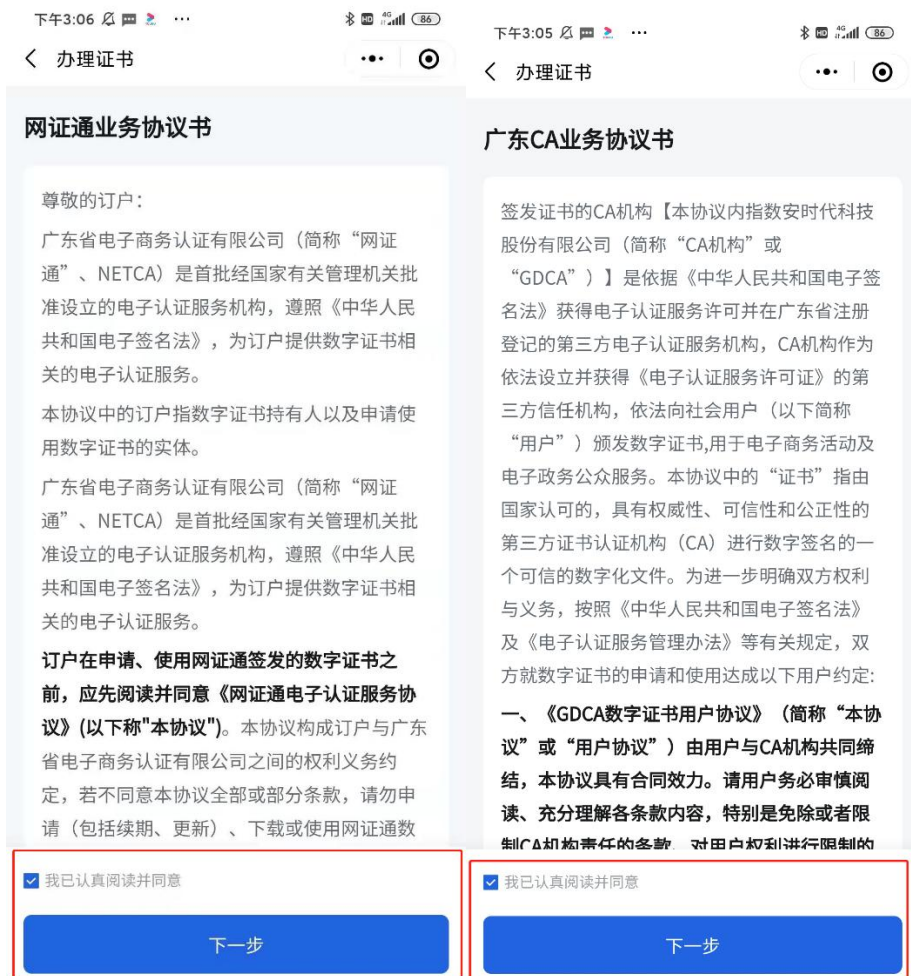 下午3:06
4G
86
办理证书
网证通业务协议书
尊敬的订户：
广东省电子商务认证有限公司（简称“网证
通”、NETCA）是首批经国家有关管理机关批
准设立的电子认证服务机构，遵照《中华人民
共和国电子签名法》，为订户提供数字证书相
关的电子认证服务。
本协议中的订户指数字证书持有人以及申请使
用数字证书的实体。
广东省电子商务认证有限公司（简称“网证
通”、NETCA）是首批经国家有关管理机关批
准设立的电子认证服务机构，遵照《中华人民
共和国电子签名法》，为订户提供数字证书相
关的电子认证服务。
订户在申请、使用网证通签发的数字证书之
前，应先阅读并同意《网证通电子认证服务协
议》(以下称"本协议")。本协议构成订户与广东
省电子商务认证有限公司之间的权利义务约
定，若不同意本协议全部或部分条款，请勿申
请（包括续期、更新）、下载或使用网证通数
我已认真阅读并同意
下一步
下午3:05
4G
86
办理证书
广东CA业务协议书
签发证书的CA机构【本协议内指数安时代科技
股份有限公司（简称“CA机构”或
“GDCA”）】是依据《中华人民共和国电子签
名法》获得电子认证服务许可并在广东省注册
登记的第三方电子认证服务机构，CA机构作为
依法设立并获得《电子认证服务许可证》的第
三方信任机构，依法向社会用户（以下简称
“用户”）颁发数字证书,用于电子商务活动及
电子政务公众服务。本协议中的“证书”指由
国家认可的，具有权威性、可信性和公正性的
第三方证书认证机构（CA）进行数字签名的一
个可信的数字化文件。为进一步明确双方权利
与义务，按照《中华人民共和国电子签名法》
及《电子认证服务管理办法》等有关规定，双
方就数字证书的申请和使用达成以下用户约定:
一、《GDCA数字证书用户协议》（简称“本协
议”或“用户协议”）由用户与CA机构共同缔
结，本协议具有合同效力。请用户务必审慎阅
读、充分理解各条款内容，特别是免除或者限
制CA机构责任的条款、对用户权利进行限制的
我已认真阅读并同意
下一步